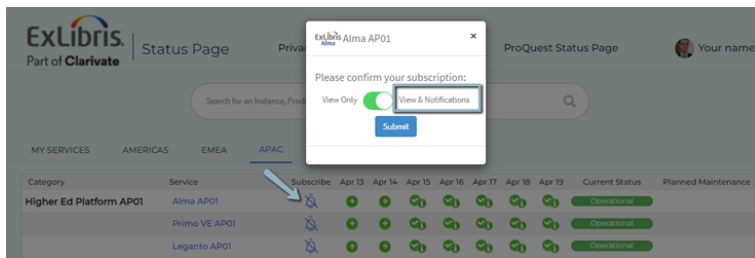 ExLibris
Part of Clarivate
Status Page
Priva
ProQuest Status Page
Your name
ExLibris
Alma
Alma AP01
×
Please confirm your subscription:
View Only
View & Notifications
Submit
Search for an Instance, Prod
MY SERVICES AMERICAS EMEA APAC
Category Service Subscribe Apr 13 Apr 14 Apr 15 Apr 16 Apr 17 Apr 18 Apr 19 Current Status Planned Maintenance
Higher Ed Platform AP01 Alma AP01 Operational
Primo VE AP01 Operational
Leganto AP01 Operational